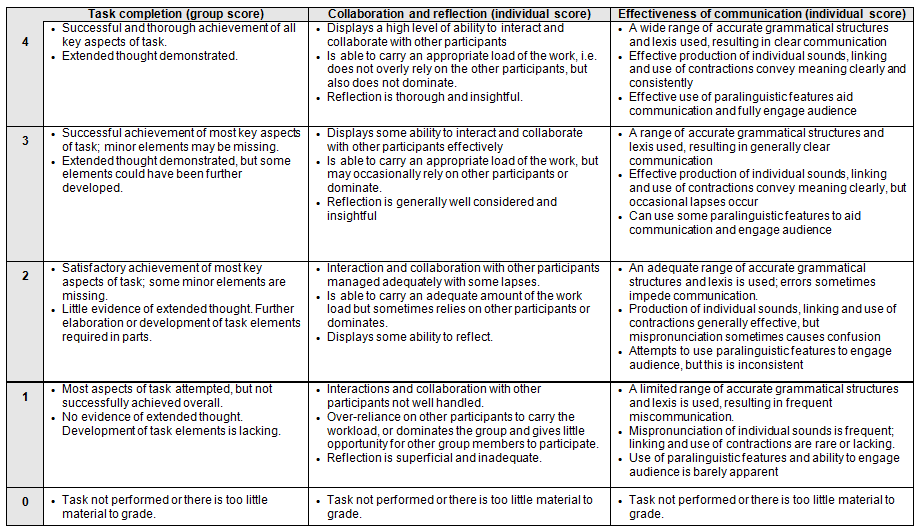 Task completion (group score)
Collaboration and reflection (individual score)
Effectiveness of communication (individual score)
4
• Successful and thorough achievement of all
key aspects of task.
• Extended thought demonstrated.
• Displays a high level of ability to interact and
collaborate with other participants
• Is able to carry an appropriate load of the work, i.e.
does not overly rely on the other participants, but
also does not dominate.
• Reflection is thorough and insightful.
• A wide range of accurate grammatical structures
and lexis used, resulting in clear communication
• Effective production of individual sounds, linking
and use of contractions convey meaning clearly and
consistently
• Effective use of paralinguistic features aid
communication and fully engage audience
3
• Successful achievement of most key aspects
of task; minor elements may be missing.
• Extended thought demonstrated, but some
elements could have been further
developed.
• Displays some ability to interact and collaborate
with other participants effectively
• Is able to carry an appropriate load of the work, but
may occasionally rely on other participants or
dominate.
• Reflection is generally well considered and
insightful
• A range of accurate grammatical structures and
lexis used, resulting in generally clear
communication
• Effective production of individual sounds, linking
and use of contractions convey meaning clearly, but
occasional lapses occur
• Can use some paralinguistic features to aid
communication and engage audience
2
• Satisfactory achievement of most key
aspects of task; some minor elements are
missing.
• Little evidence of extended thought. Further
elaboration or development of task elements
required in parts.
• Interaction and collaboration with other participants
managed adequately with some lapses.
• Is able to carry an adequate amount of the work
load but sometimes relies on other participants or
dominates.
• Displays some ability to reflect.
• An adequate range of accurate grammatical
structures and lexis is used; errors sometimes
impede communication.
• Production of individual sounds, linking and use of
contractions generally effective, but
mispronunciation sometimes causes confusion
• Attempts to use paralinguistic features to engage
audience, but this is inconsistent
1
• Most aspects of task attempted, but not
successfully achieved overall.
• No evidence of extended thought.
Development of task elements is lacking.
• Interactions and collaboration with other
participants not well handled.
• Over-reliance on other participants to carry the
workload, or dominates the group and gives little
opportunity for other group members to participate.
• Reflection is superficial and inadequate.
• A limited range of accurate grammatical structures
and lexis is used, resulting in frequent
miscommunication.
• Mispronunciation of individual sounds is frequent;
linking and use of contractions are rare or lacking.
• Use of paralinguistic features and ability to engage
audience is barely apparent
0
• Task not performed or there is too little
material to grade.
• Task not performed or there is too little material to
grade.
• Task not performed or there is too little material to
grade.